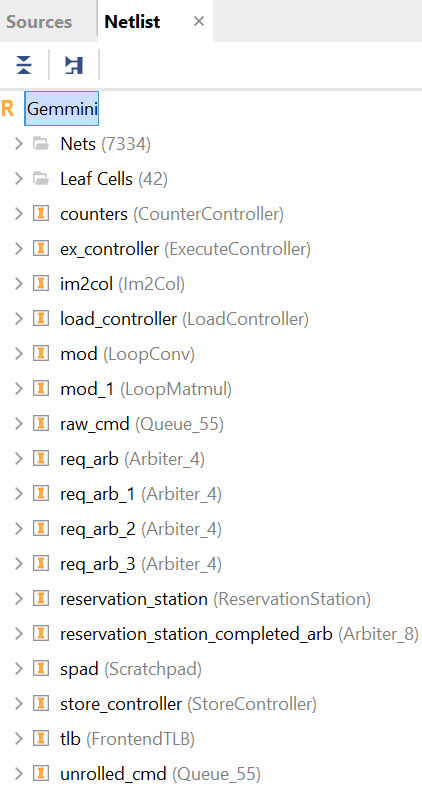 Sources Netlist ×
R Gemmini
Nets (7334)
Leaf Cells (42)
counters (CounterController)
ex_controller (ExecuteController)
im2col (Im2Col)
load_controller (LoadController)
mod (LoopConv)
mod_1 (LoopMatmul)
raw_cmd (Queue_55)
req_arb (Arbiter_4)
req_arb_1 (Arbiter_4)
req_arb_2 (Arbiter_4)
req_arb_3 (Arbiter_4)
reservation_station (ReservationStation)
reservation_station_completed_arb (Arbiter_8)
spad (Scratchpad)
store_controller (StoreController)
tlb (FrontendTLB)
unrolled_cmd (Queue_55)